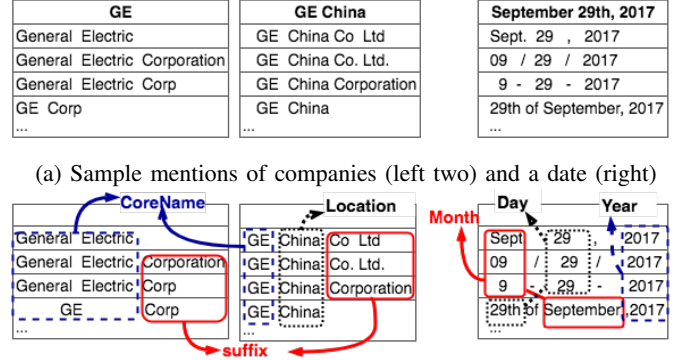 GE GE China September 29th, 2017
General Electric GE China Co Ltd Sept. 29 , 2017
General Electric Corporation GE China Co. Ltd. 09 / 29 / 2017
General Electric Corp GE China Corporation 9 - 29 - 2017
GE Corp GE China 29th of September, 2017
... ... ...
(a) Sample mentions of companies (left two) and a date (right)
CoreName Location Month Day Year
General Electric GE China Co Ltd Sept 29 , 2017
General Electric Corporation GE China Co. Ltd. 09 / 29 / 2017
General Electric Corp GE China Corporation 9 - 29 - 2017
GE Corp GE China 29th of September ,2017
... ... ...
suffix